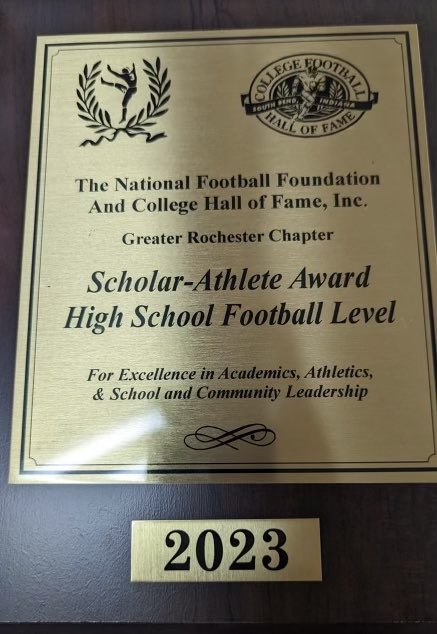 COLLEGE FOOTBALL
SOUTH BEND, INDIANA
HALL OF FAME
The National Football Foundation
And College Hall of Fame, Inc.
Greater Rochester Chapter
Scholar-Athlete Award
High School Football Level
For Excellence in Academics, Athletics,
& School and Community Leadership
2023